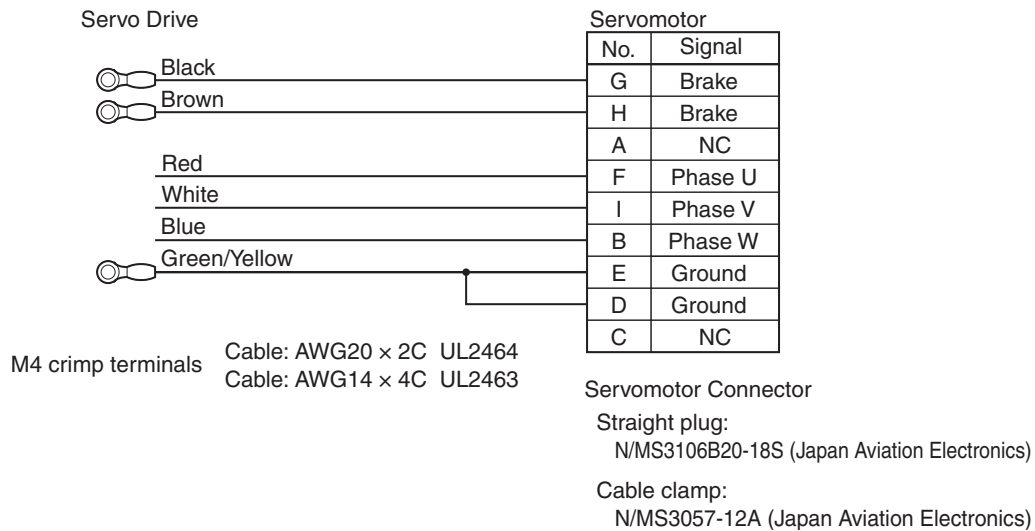 Servo Drive
Servomotor
No. Signal
Black
G Brake
Brown
H Brake
A NC
Red
F Phase U
White
I Phase V
Blue
B Phase W
Green/Yellow
E Ground
D Ground
C NC
M4 crimp terminals
Cable: AWG20 × 2C UL2464
Cable: AWG14 × 4C UL2463
Servomotor Connector
Straight plug:
N/MS3106B20-18S (Japan Aviation Electronics)
Cable clamp:
N/MS3057-12A (Japan Aviation Electronics)